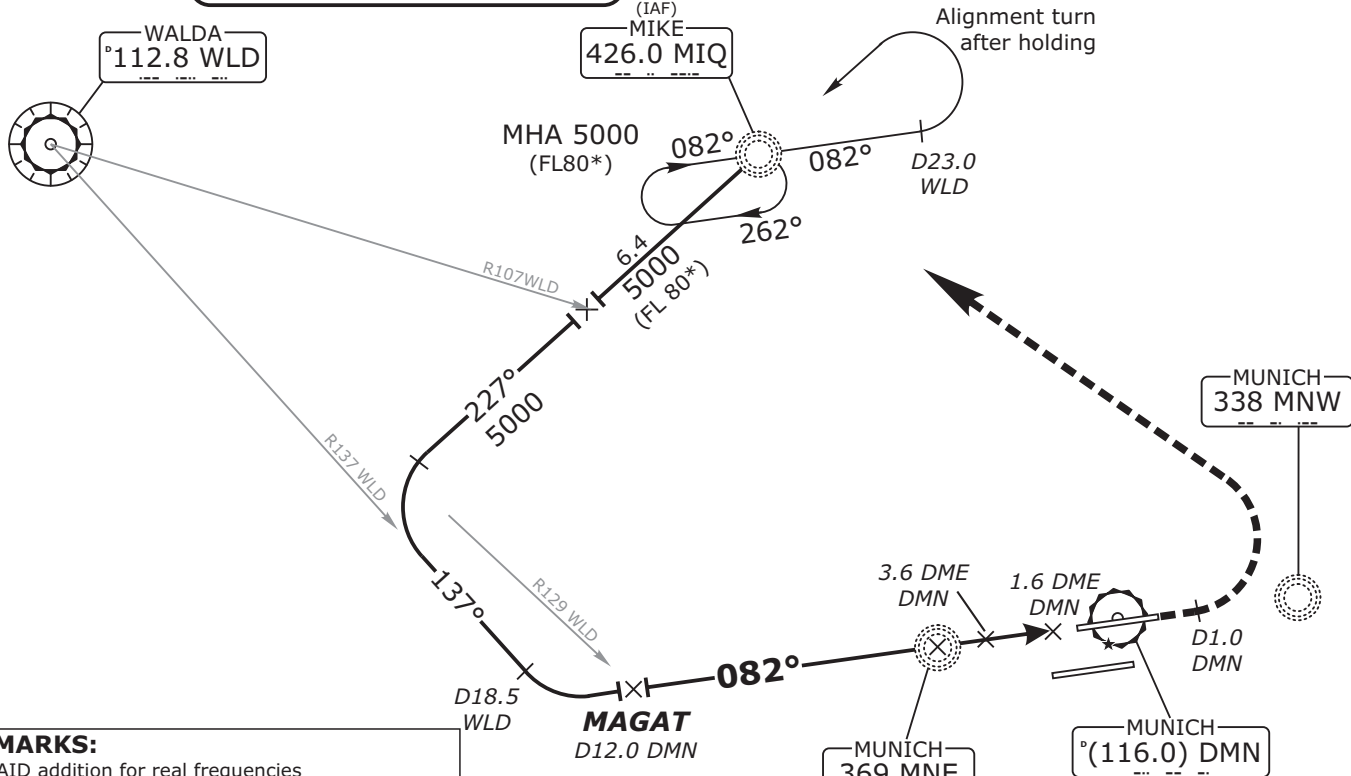 (IAF)
WALDA
ᴰ112.8 WLD
MIKE
426.0 MIQ
Alignment turn
after holding
MHA 5000
(FL80*)
082°
082°
D23.0
WLD
262°
6.4
5000
(FL 80*)
R107WLD
227°
5000
MUNICH
338 MNW
R137 WLD
R129 WLD
137°
3.6 DME
DMN
1.6 DME
DMN
D1.0
DMN
082°
D18.5
WLD
MAGAT
D12.0 DMN
MUNICH
369 MNE
MUNICH
ᴰ(116.0) DMN
MARKS:
AID addition for real frequencies